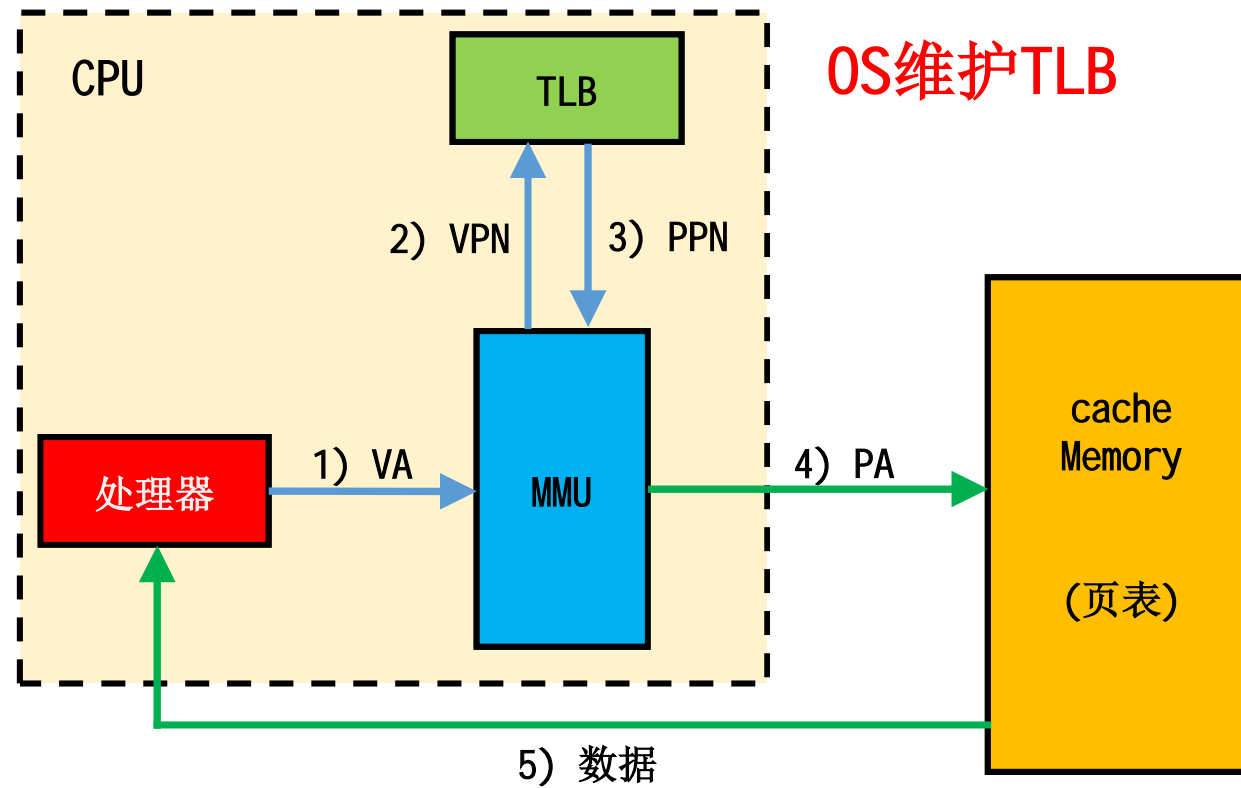 OS维护TLB
CPU
TLB
2) VPN
3) PPN
处理器
1) VA
MMU
4) PA
cache
Memory
(页表)
5) 数据